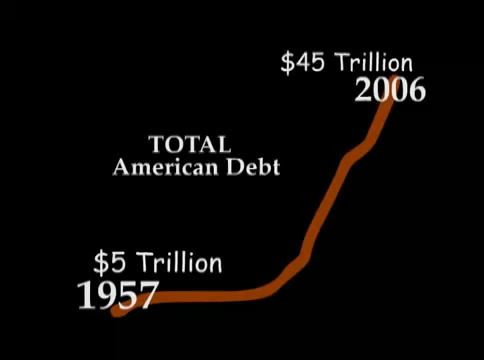 $45 Trillion
2006
TOTAL
American Debt
$5 Trillion
1957